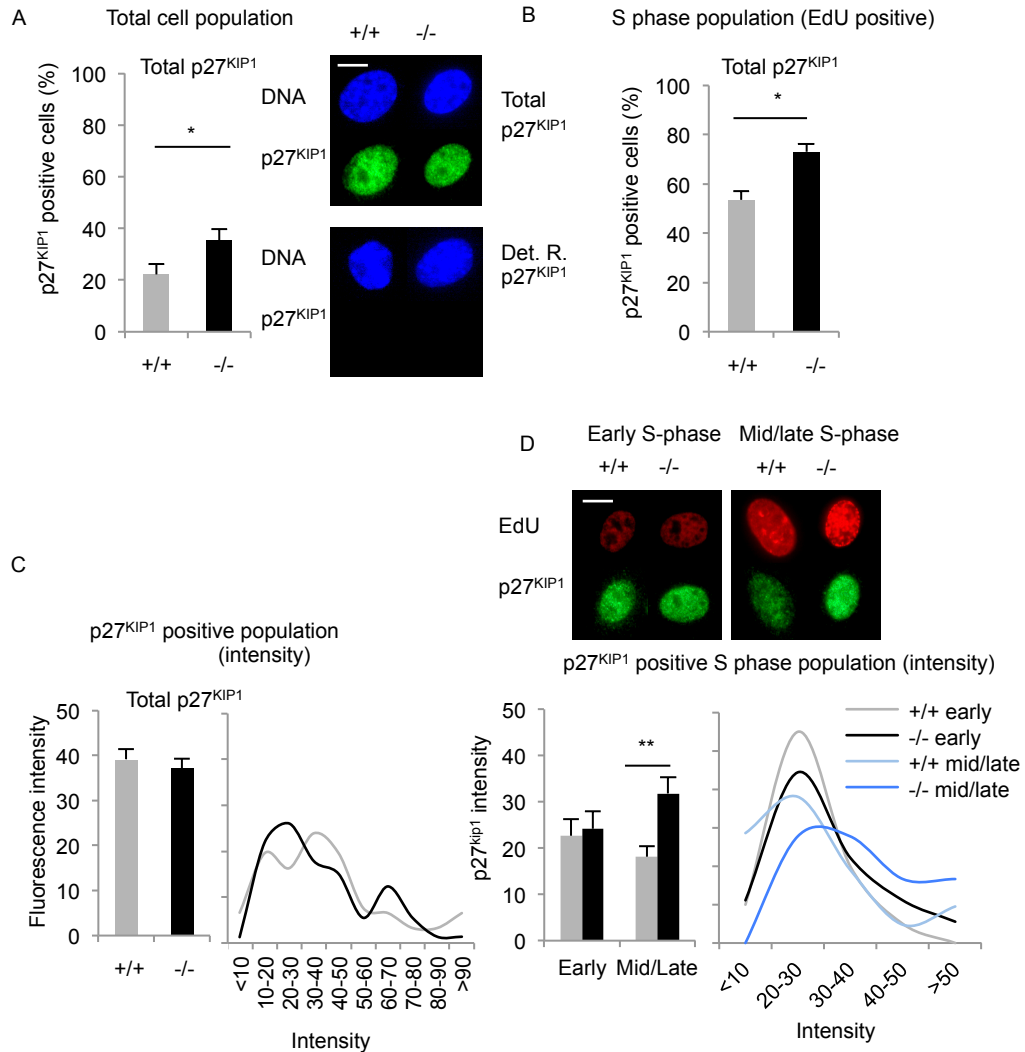 A
Total cell population
Total p27KIP1
p27KIP1 positive cells (%)
100
80
60
40
20
0
*
+/+
-/-
+/+
-/-
DNA
p27KIP1
Total
p27KIP1
DNA
p27KIP1
Det. R.
p27KIP1
B
S phase population (EdU positive)
Total p27KIP1
p27KIP1 positive cells (%)
100
80
60
40
20
0
*
+/+
-/-
C
p27KIP1 positive population
(intensity)
Total p27KIP1
Fluorescence intensity
50
40
30
20
10
0
+/+
-/-
<10
10-20
20-30
30-40
40-50
50-60
60-70
70-80
80-90
>90
Intensity
D
Early S-phase
Mid/late S-phase
+/+
-/-
+/+
-/-
EdU
p27KIP1
p27KIP1 positive S phase population (intensity)
p27kip1 intensity
50
40
30
20
10
0
**
Early
Mid/Late
+/+ early
-/- early
+/+ mid/late
-/- mid/late
<10
20-30
30-40
40-50
>50
Intensity